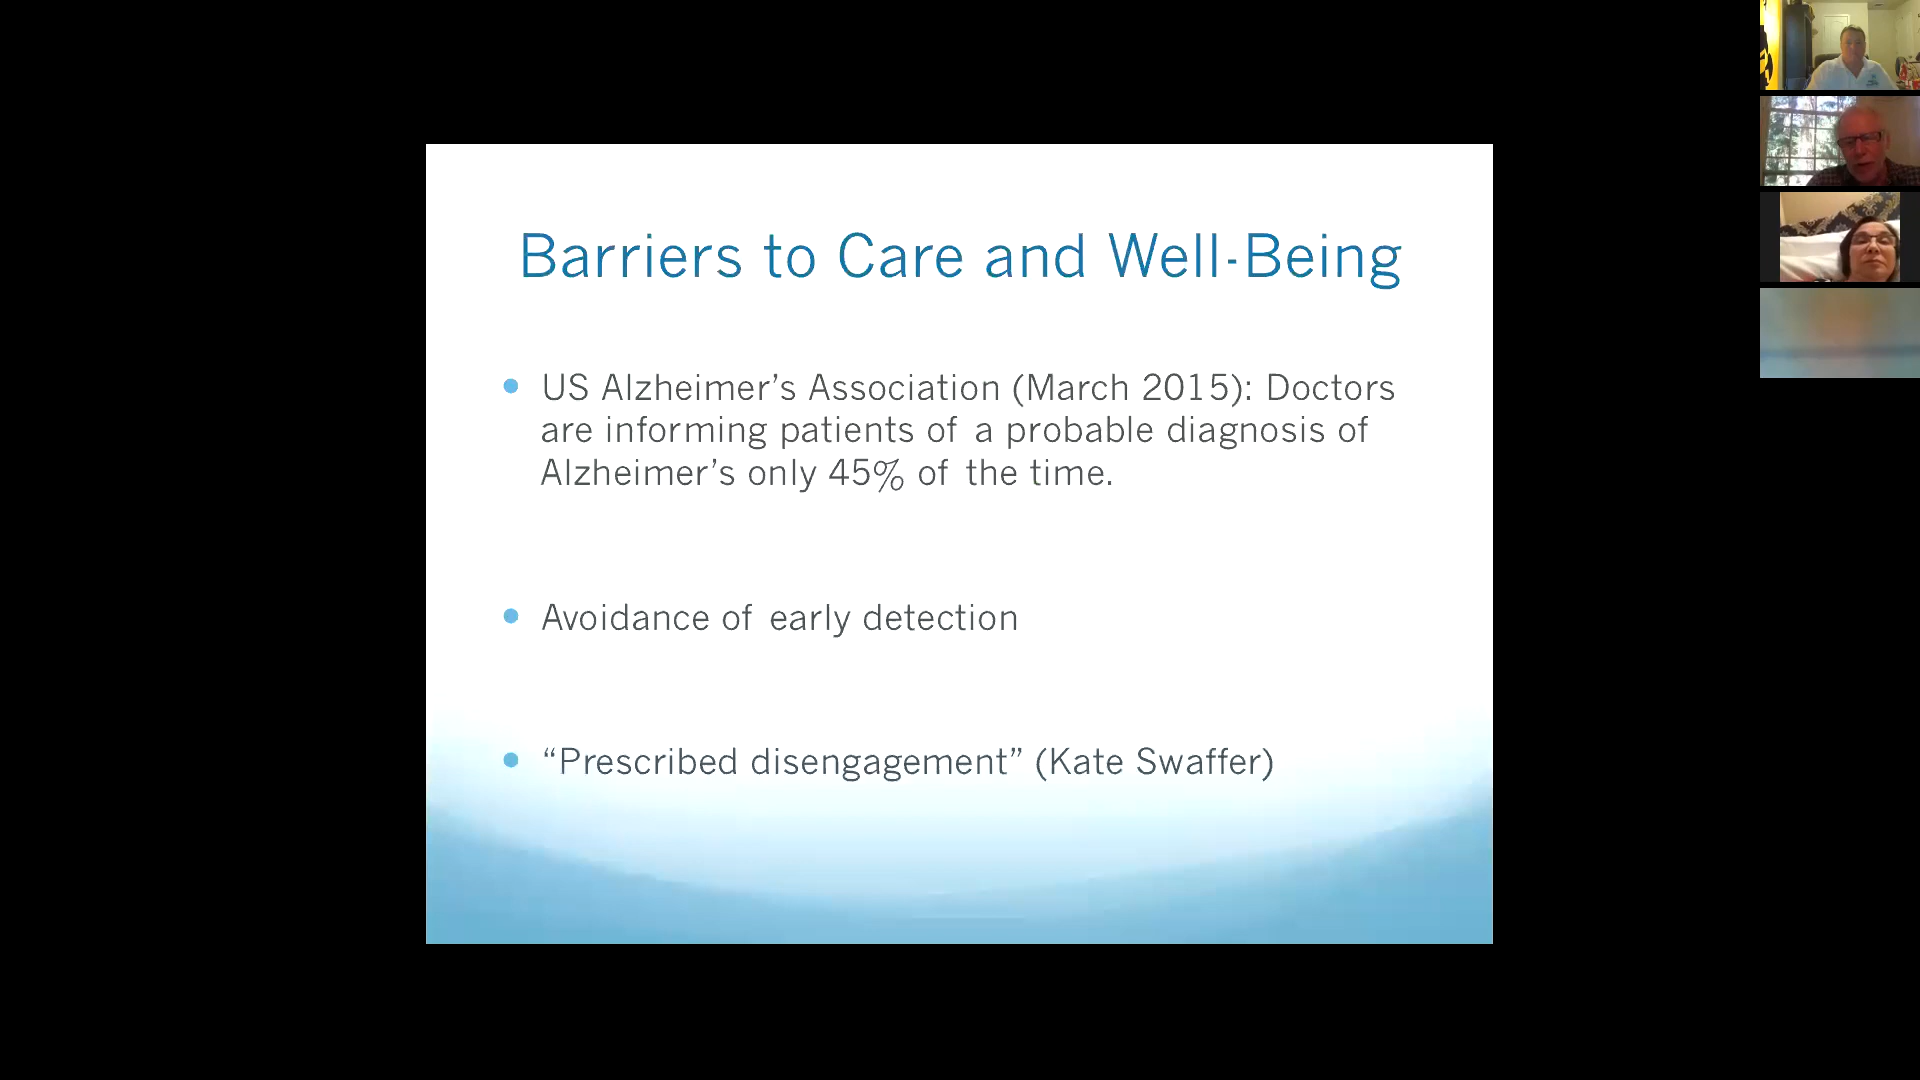 Barriers to Care and Well-Being
• US Alzheimer’s Association (March 2015): Doctors
are informing patients of a probable diagnosis of
Alzheimer’s only 45% of the time.
• Avoidance of early detection
• “Prescribed disengagement” (Kate Swaffer)